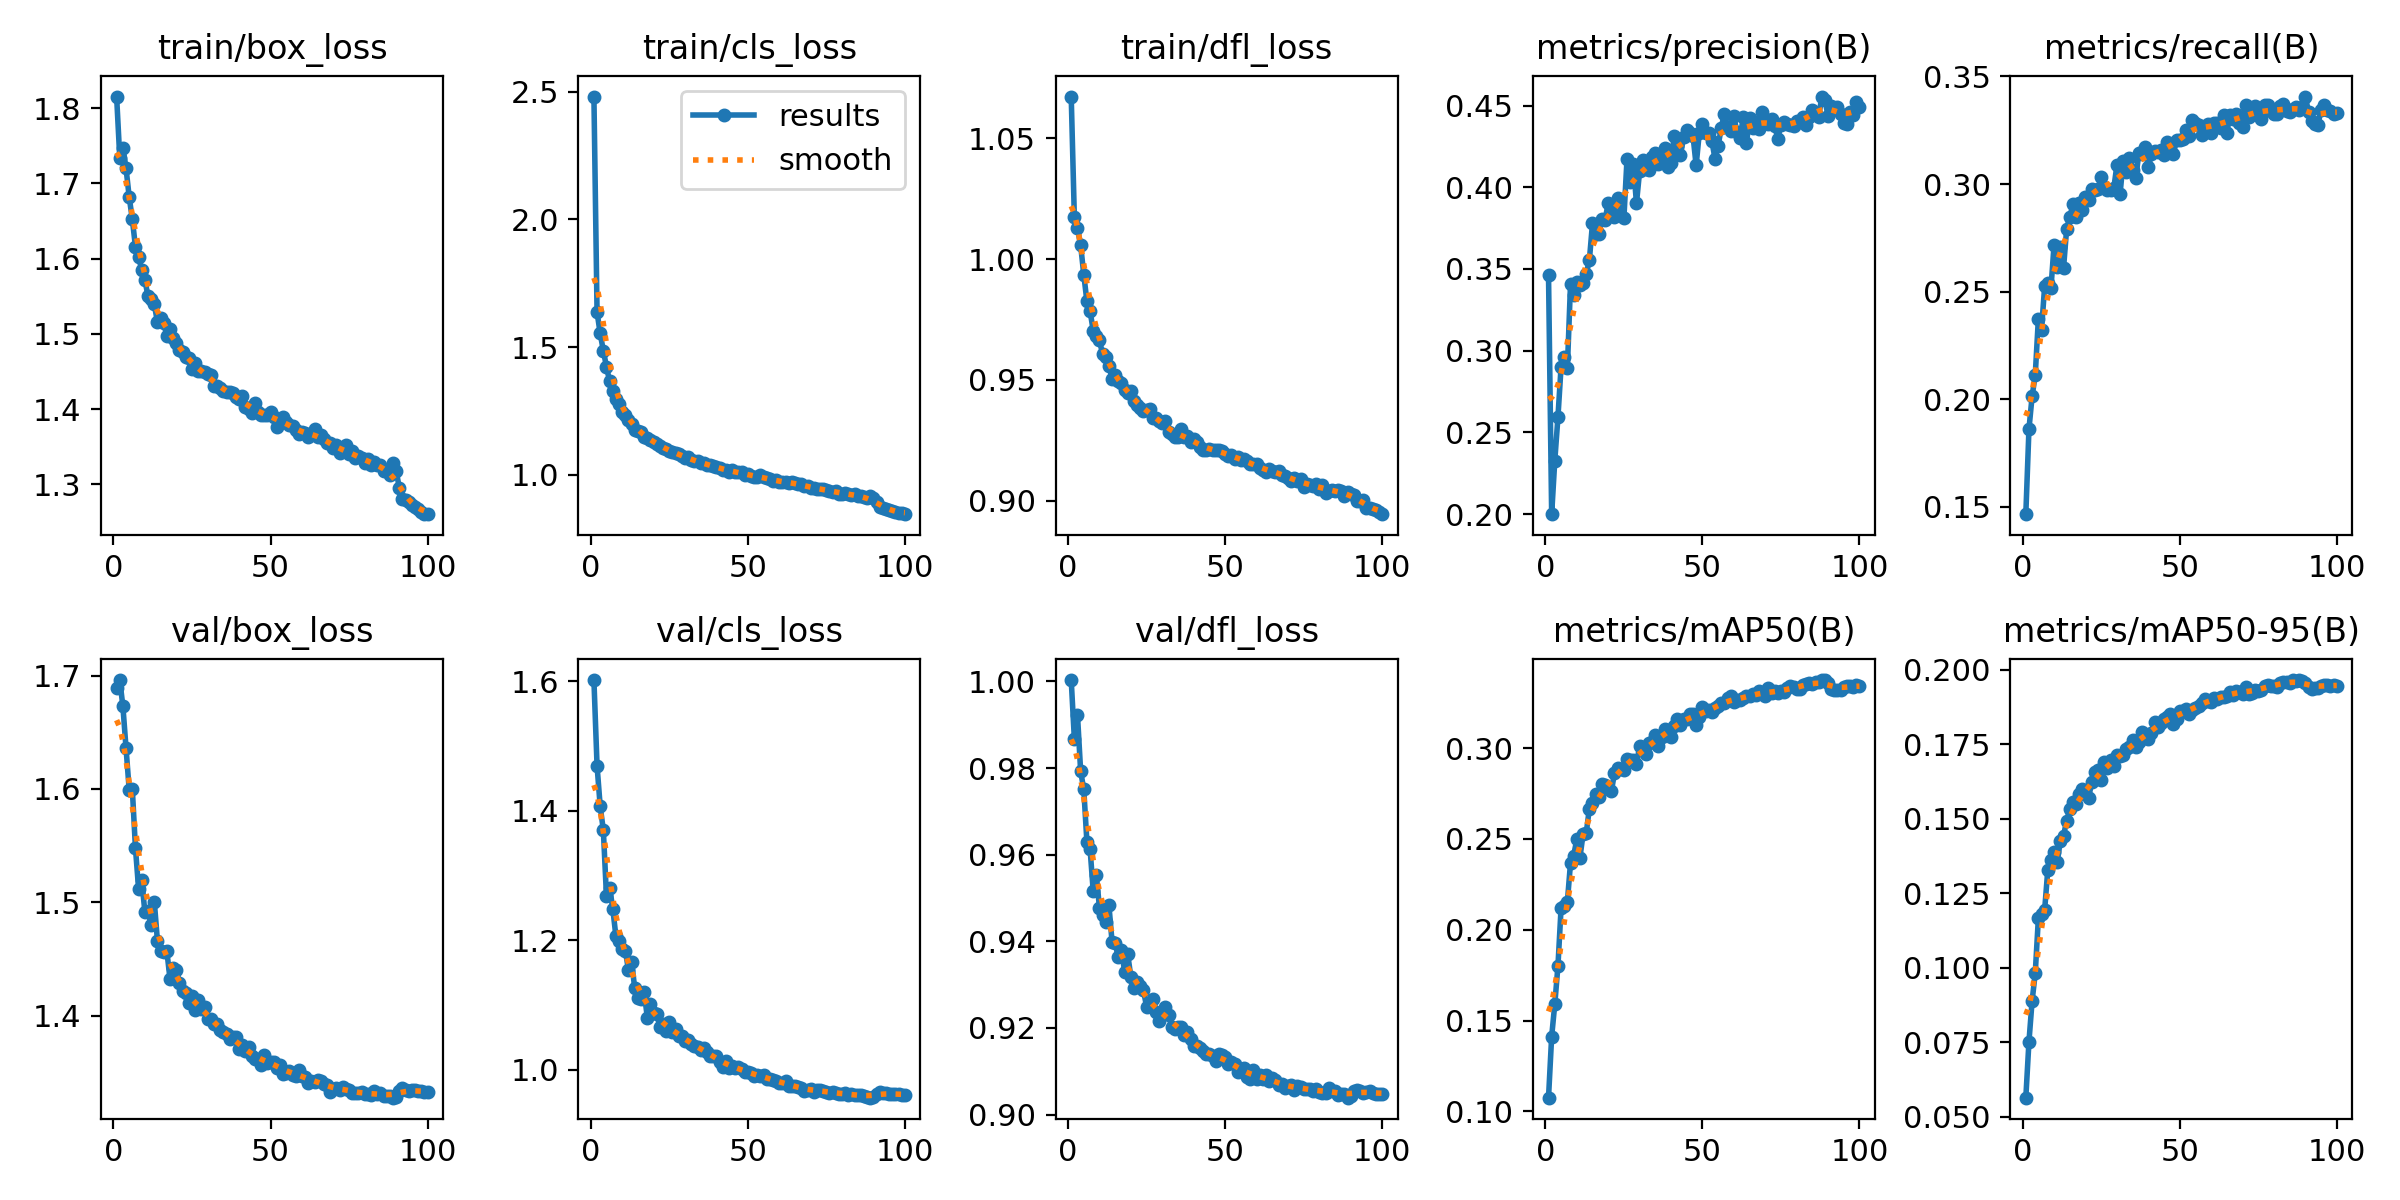 train/box_loss
1.8
1.7
1.6
1.5
1.4
1.3
0 50 100
train/cls_loss
results
smooth
2.5
2.0
1.5
1.0
0 50 100
train/dfl_loss
1.05
1.00
0.95
0.90
0 50 100
metrics/precision(B)
0.45
0.40
0.35
0.30
0.25
0.20
0 50 100
metrics/recall(B)
0.35
0.30
0.25
0.20
0.15
0 50 100
val/box_loss
1.7
1.6
1.5
1.4
0 50 100
val/cls_loss
1.6
1.4
1.2
1.0
0 50 100
val/dfl_loss
1.00
0.98
0.96
0.94
0.92
0.90
0 50 100
metrics/mAP50(B)
0.30
0.25
0.20
0.15
0.10
0 50 100
metrics/mAP50-95(B)
0.200
0.175
0.150
0.125
0.100
0.075
0.050
0 50 100